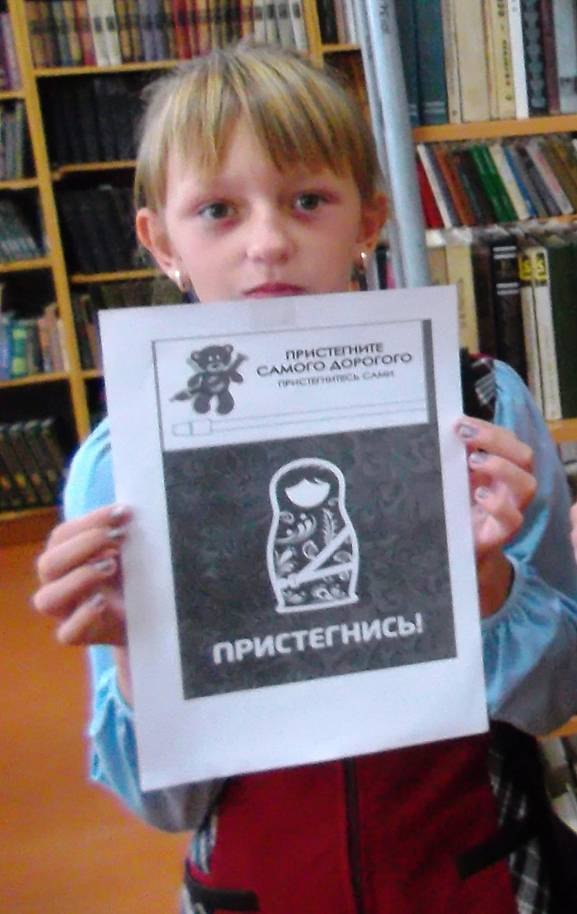 ПРИСТЕГНИТЕ
САМОГО ДОРОГОГО
ПРИСТЕГНИТЕСЬ САМИ
ПРИСТЕГНИСЬ!